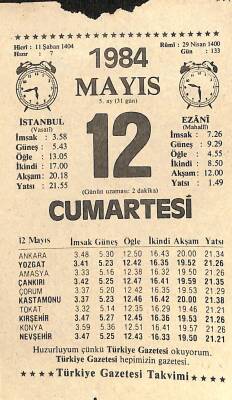 Hicrî : 11 Şaban 1404
Hızır : 7
1984
Rûmî : 29 Nisan 1400
Gün : 133
MAYIS
5. ay (31 gün)
İSTANBUL
(Vasatî)
İmsak : 3.58
Güneş : 5.43
Öğle : 13.05
İkindi : 17.00
Akşam : 20.18
Yatsı : 21.55
12
(Günün uzaması: 2 dakika)
EZANÎ
(Mahallî)
İmsak : 7.26
Güneş : 9.29
Öğle : 4.55
İkindi : 8.50
Akşam : 12.00
Yatsı : 1.49
CUMARTESİ
12 Mayıs İmsak Güneş Öğle İkindi Akşam Yatsı
ANKARA 3.48 5.30 12.50 16.43 20.00 21.34
YOZGAT 3.41 5.23 12.42 16.35 19.52 21.26
AMASYA 3.33 5.16 12.38 16.32 19.50 21.26
ÇANKIRI 3.42 5.25 12.47 16.41 19.59 21.35
ÇORUM 3.37 5.20 12.42 16.35 19.53 21.29
KASTAMONU 3.37 5.23 12.46 16.42 20.00 21.38
TOKAT 3.32 5.14 12.35 16.29 19.46 21.21
KIRŞEHİR 3.47 5.27 12.45 16.36 19.53 21.26
KONYA 3.59 5.36 12.51 16.41 19.57 21.26
NEVŞEHİR 3.47 5.25 12.43 16.33 19.50 21.21
Huzurluyum çünkü Türkiye Gazetesi okuyorum.
Türkiye Gazetesi hepimizin gazetesi.
★★★ Türkiye Gazetesi Takvimi ★★★